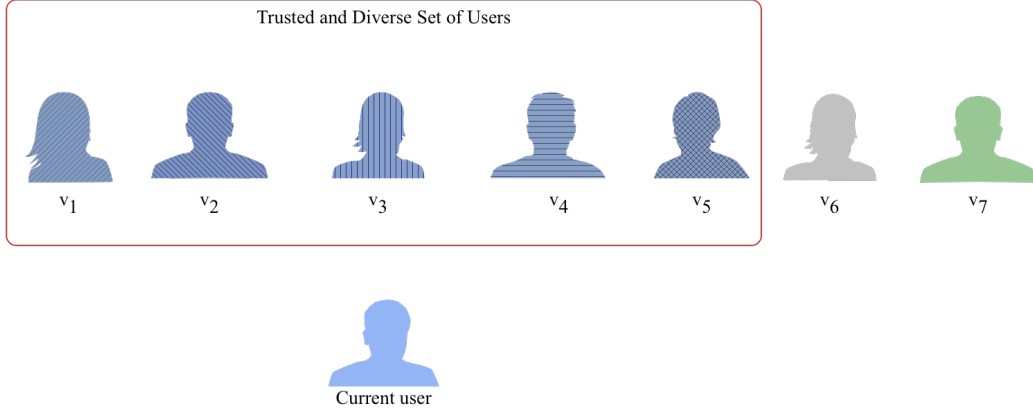 Trusted and Diverse Set of Users
v1 v2 v3 v4 v5 v6 v7
Current user